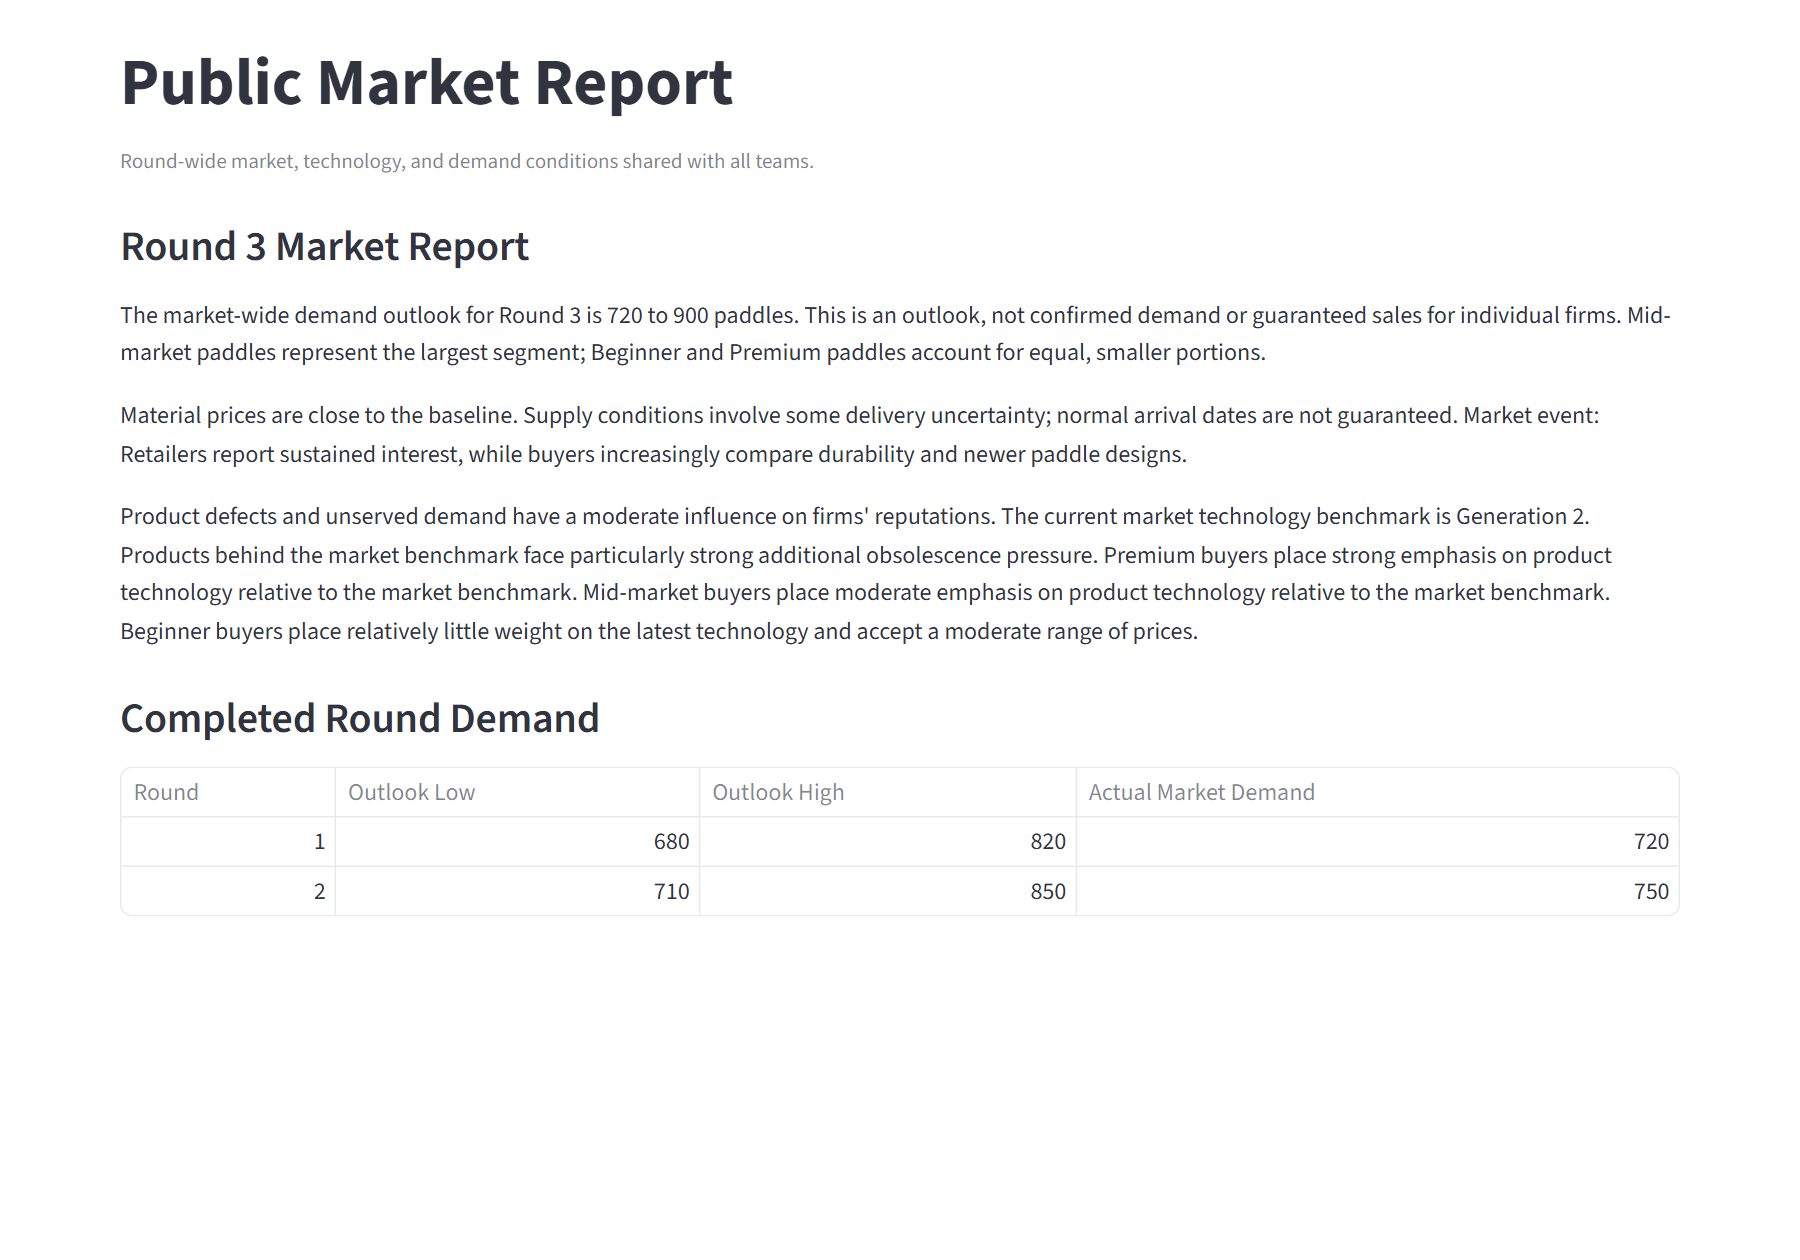 Public Market Report
Round-wide market, technology, and demand conditions shared with all teams.
Round 3 Market Report
The market-wide demand outlook for Round 3 is 720 to 900 paddles. This is an outlook, not confirmed demand or guaranteed sales for individual firms. Mid-
market paddles represent the largest segment; Beginner and Premium paddles account for equal, smaller portions.
Material prices are close to the baseline. Supply conditions involve some delivery uncertainty; normal arrival dates are not guaranteed. Market event:
Retailers report sustained interest, while buyers increasingly compare durability and newer paddle designs.
Product defects and unserved demand have a moderate influence on firms' reputations. The current market technology benchmark is Generation 2.
Products behind the market benchmark face particularly strong additional obsolescence pressure. Premium buyers place strong emphasis on product
technology relative to the market benchmark. Mid-market buyers place moderate emphasis on product technology relative to the market benchmark.
Beginner buyers place relatively little weight on the latest technology and accept a moderate range of prices.
Completed Round Demand
Round Outlook Low Outlook High Actual Market Demand
1 680 820 720
2 710 850 750